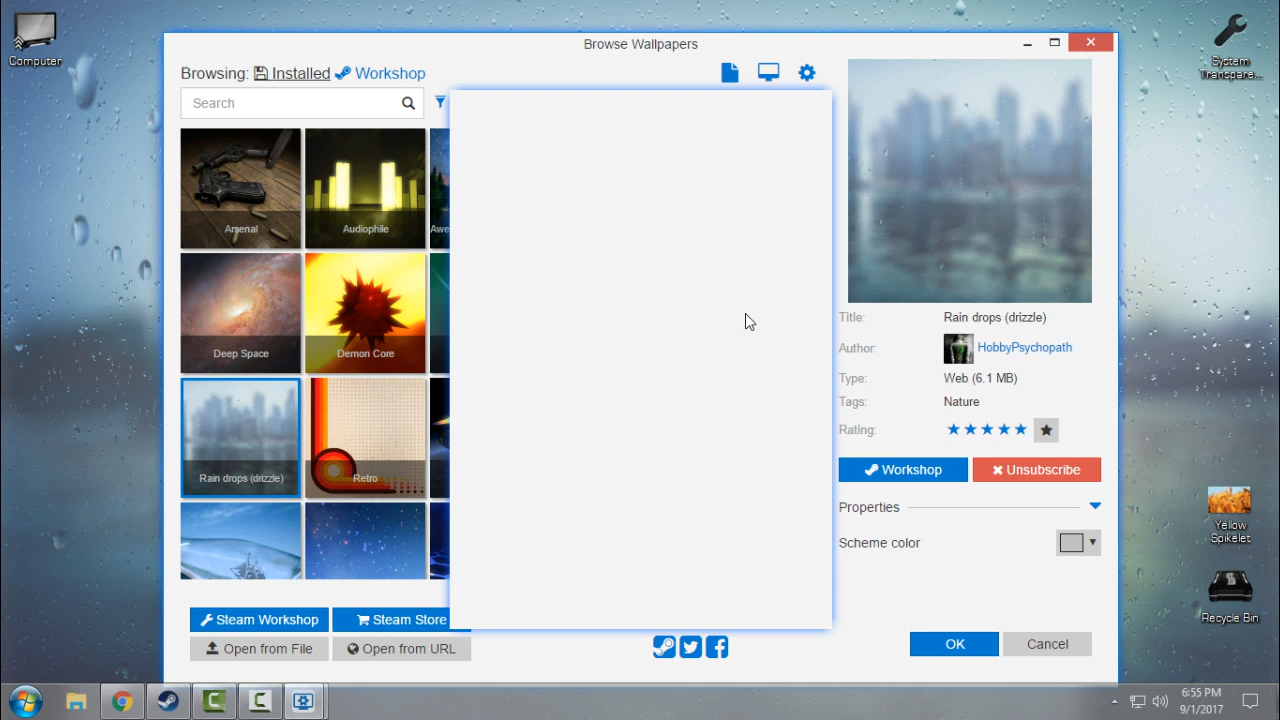 Computer
System
Transpare...
Browse Wallpapers
Browsing: Installed Workshop
Search
Arsenal
Audiophile
Awe
Deep Space
Demon Core
Rain drops (drizzle)
Retro
Title: Rain drops (drizzle)
Author: HobbyPsychopath
Type: Web (6.1 MB)
Tags: Nature
Rating:
Workshop
Unsubscribe
Properties
Scheme color
Yellow
Spikelet
Recycle Bin
Steam Workshop
Steam Store
Open from File
Open from URL
OK
Cancel
6:55 PM
9/1/2017